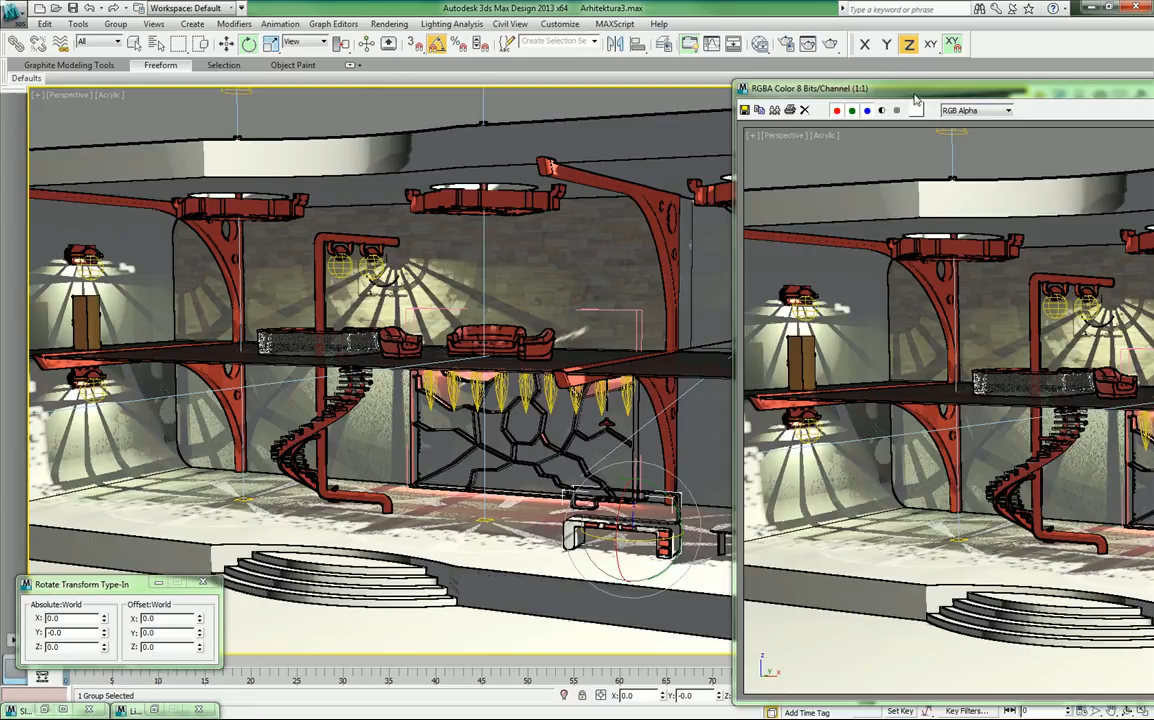 Workspace: Default
Autodesk 3ds Max Design 2013 x64 Arhitektura3.max
Type a keyword or phrase
Edit Tools Group Views Create Modifiers Animation Graph Editors Rendering Lighting Analysis Civil View Customize MAXScript Help
All View 3 Create Selection Se X Y Z XY XY
Graphite Modeling Tools Freeform Selection Object Paint
Defaults
[+] [Perspective] [Acrylic]
RGBA Color 8 Bits/Channel (1:1)
RGB Alpha
[+] [Perspective] [Acrylic]
Rotate Transform Type-In
Absolute:World Offset:World
X: 0.0 X: 0.0
Y: -0.0 Y: 0.0
Z: 0.0 Z: 0.0
z
y x
0 5 10 15 20 25 30 35 40 45 50 55 60 65 70
1 Group Selected X: 0.0 Y: -0.0 Z:
Sl... Li... Add Time Tag Set Key Key Filters... 0